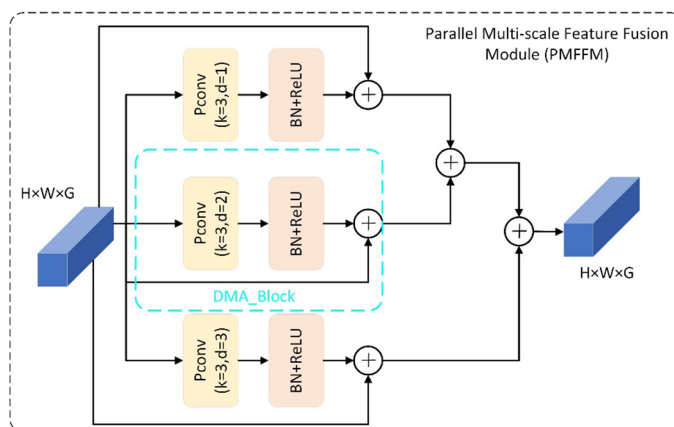 Parallel Multi-scale Feature Fusion
Module (PMFFM)
Pconv
(k=3,d=1)
BN+ReLU
H×W×G
Pconv
(k=3,d=2)
BN+ReLU
DMA_Block
H×W×G
Pconv
(k=3,d=3)
BN+ReLU